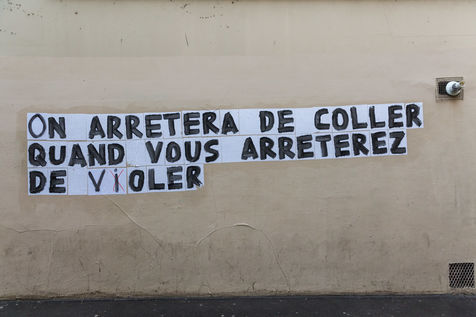 ON ARRETERA DE COLLER
QUAND VOUS ARRETEREZ
DE VIOLER